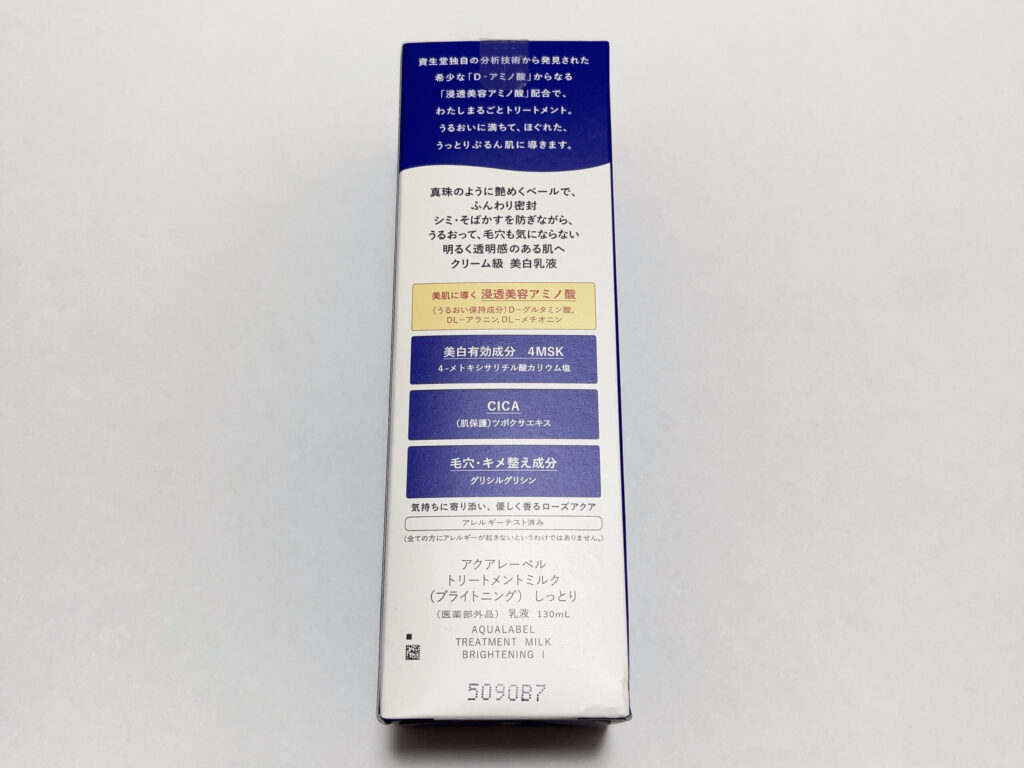 資生堂独自の分析技術から発見された
希少な「D-アミノ酸」からなる
「浸透美容アミノ酸」配合で、
わたしまるごとトリートメント。
うるおいに満ちて、ほぐれた、
うっとりぷるん肌に導きます。
真珠のように艶めくベールで、
ふんわり密封
シミ・そばかすを防ぎながら、
うるおって、毛穴も気にならない
明るく透明感のある肌へ
クリーム級 美白乳液
美肌に導く 浸透美容アミノ酸
(うるおい保持成分)D-グルタミン酸,
DL-アラニン,DL-メチオニン
美白有効成分 4MSK
4-メトキシサリチル酸カリウム塩
CICA
(肌保護)ツボクサエキス
毛穴・キメ整え成分
グリシルグリシン
気持ちに寄り添い、優しく香るローズアクア
アレルギーテスト済み
(全ての方にアレルギーが起きないというわけではありません。)
アクアレーベル
トリートメントミルク
(ブライトニング) しっとり
(医薬部外品) 乳液 130mL
AQUALABEL
TREATMENT MILK
BRIGHTENING I
5090B7